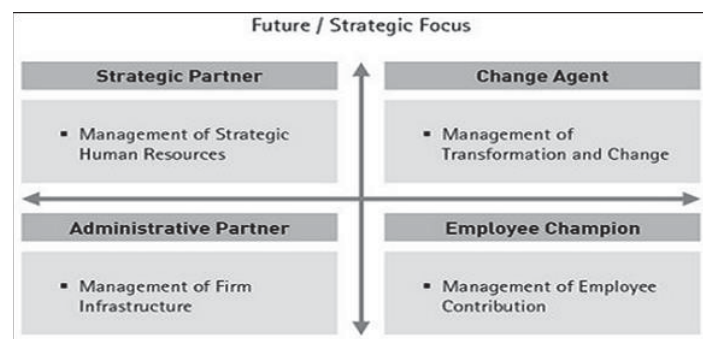 Future / Strategic Focus
Strategic Partner
▪ Management of Strategic
Human Resources
Change Agent
▪ Management of
Transformation and Change
Administrative Partner
▪ Management of Firm
Infrastructure
Employee Champion
▪ Management of Employee
Contribution